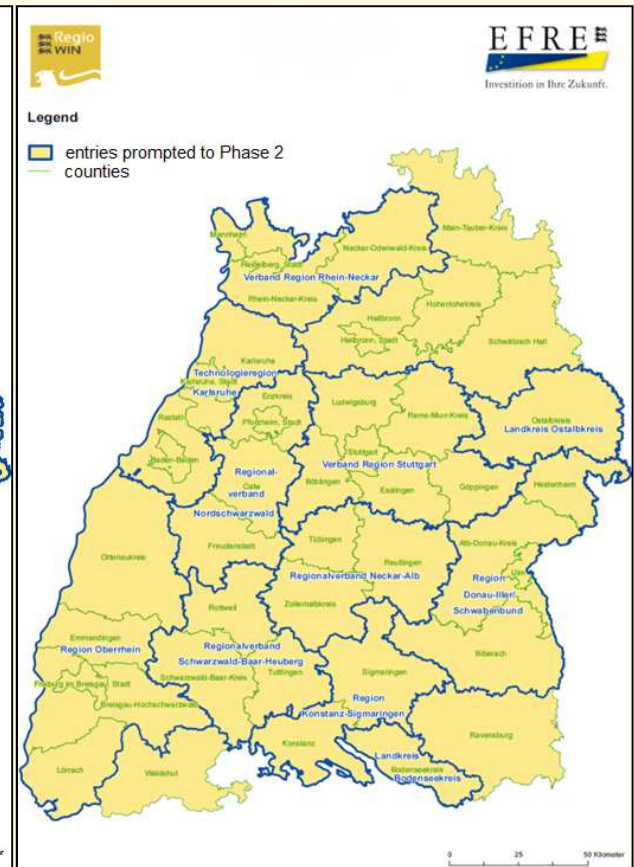 Regio
WIN
EFRE
Investition in Ihre Zukunft.
Legend
entries prompted to Phase 2
counties
Main-Tauber-Kreis
Mannheim
Neckar-Odenwald-Kreis
Heidelberg, Stadt
Verband Region Rhein-Neckar
Rhein-Neckar-Kreis
Hohenlohekreis
Heilbronn
Heilbronn, Stadt
Schwäbisch Hall
Karlsruhe
Technologieregion
Karlsruhe, Stadt
Karlsruhe
Enzkreis
Ludwigsburg
Rems-Murr-Kreis
Ostalbkreis
Landkreis Ostalbkreis
Rastatt
Pforzheim, Stadt
Stuttgart
Baden-Baden
Verband Region Stuttgart
Regional-
Calw
verband
Böblingen
Esslingen
Göppingen
Heidenheim
Nordschwarzwald
Tübingen
Alb-Donau-Kreis
Ortenaukreis
Freudenstadt
Reutlingen
Ulm
Regionalverband Neckar-Alb
Region
Donau-Iller/
Schwabenbund
Zollernalbkreis
Rottweil
Emmendingen
Region Oberrhein
Regionalverband
Schwarzwald-Baar-Heuberg
Biberach
Schwarzwald-Baar-Kreis
Tuttlingen
Sigmaringen
Freiburg im Breisgau, Stadt
Breisgau-Hochschwarzwald
Region
Konstanz-Sigmaringen
Ravensburg
Konstanz
Landkreis
Bodenseekreis
Bodenseekreis
Lörrach
Waldshut
0 25 50 Kilometer